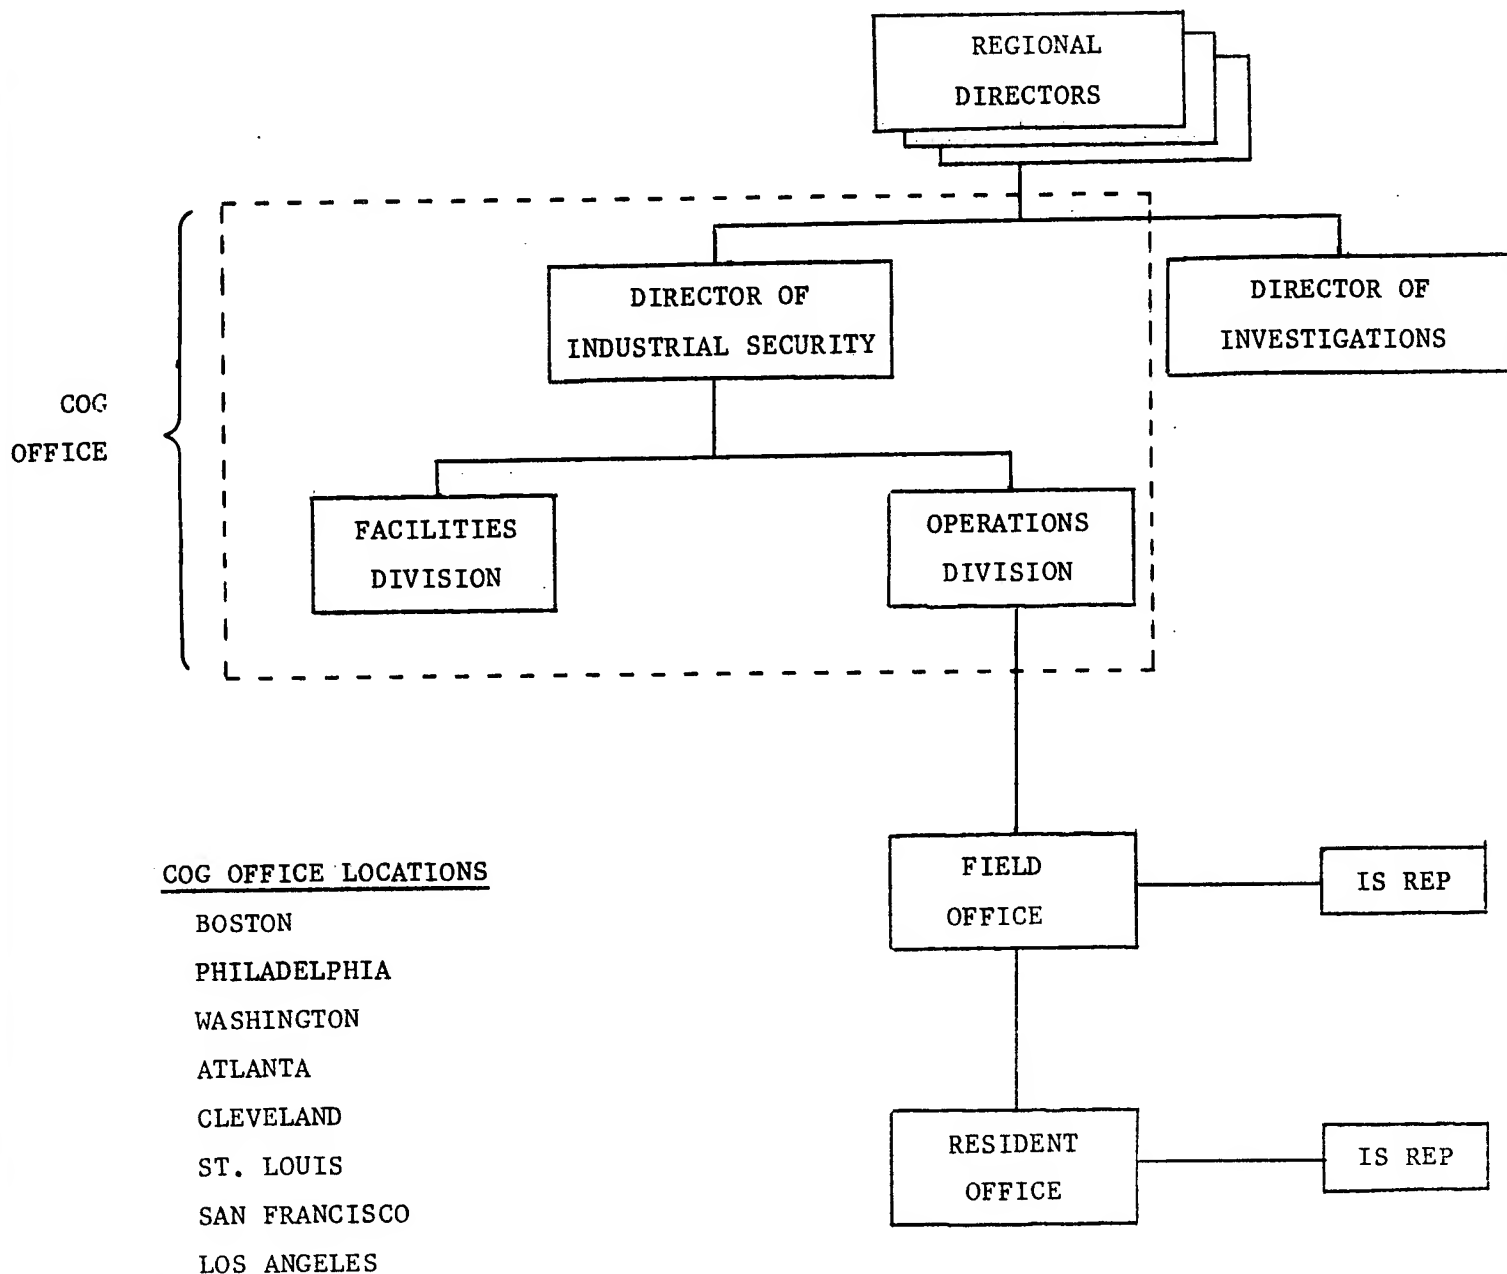 REGIONAL
DIRECTORS
DIRECTOR OF
INDUSTRIAL SECURITY
DIRECTOR OF
INVESTIGATIONS
COG
OFFICE
FACILITIES
DIVISION
OPERATIONS
DIVISION
FIELD
OFFICE
IS REP
RESIDENT
OFFICE
IS REP
COG OFFICE LOCATIONS
BOSTON
PHILADELPHIA
WASHINGTON
ATLANTA
CLEVELAND
ST. LOUIS
SAN FRANCISCO
LOS ANGELES